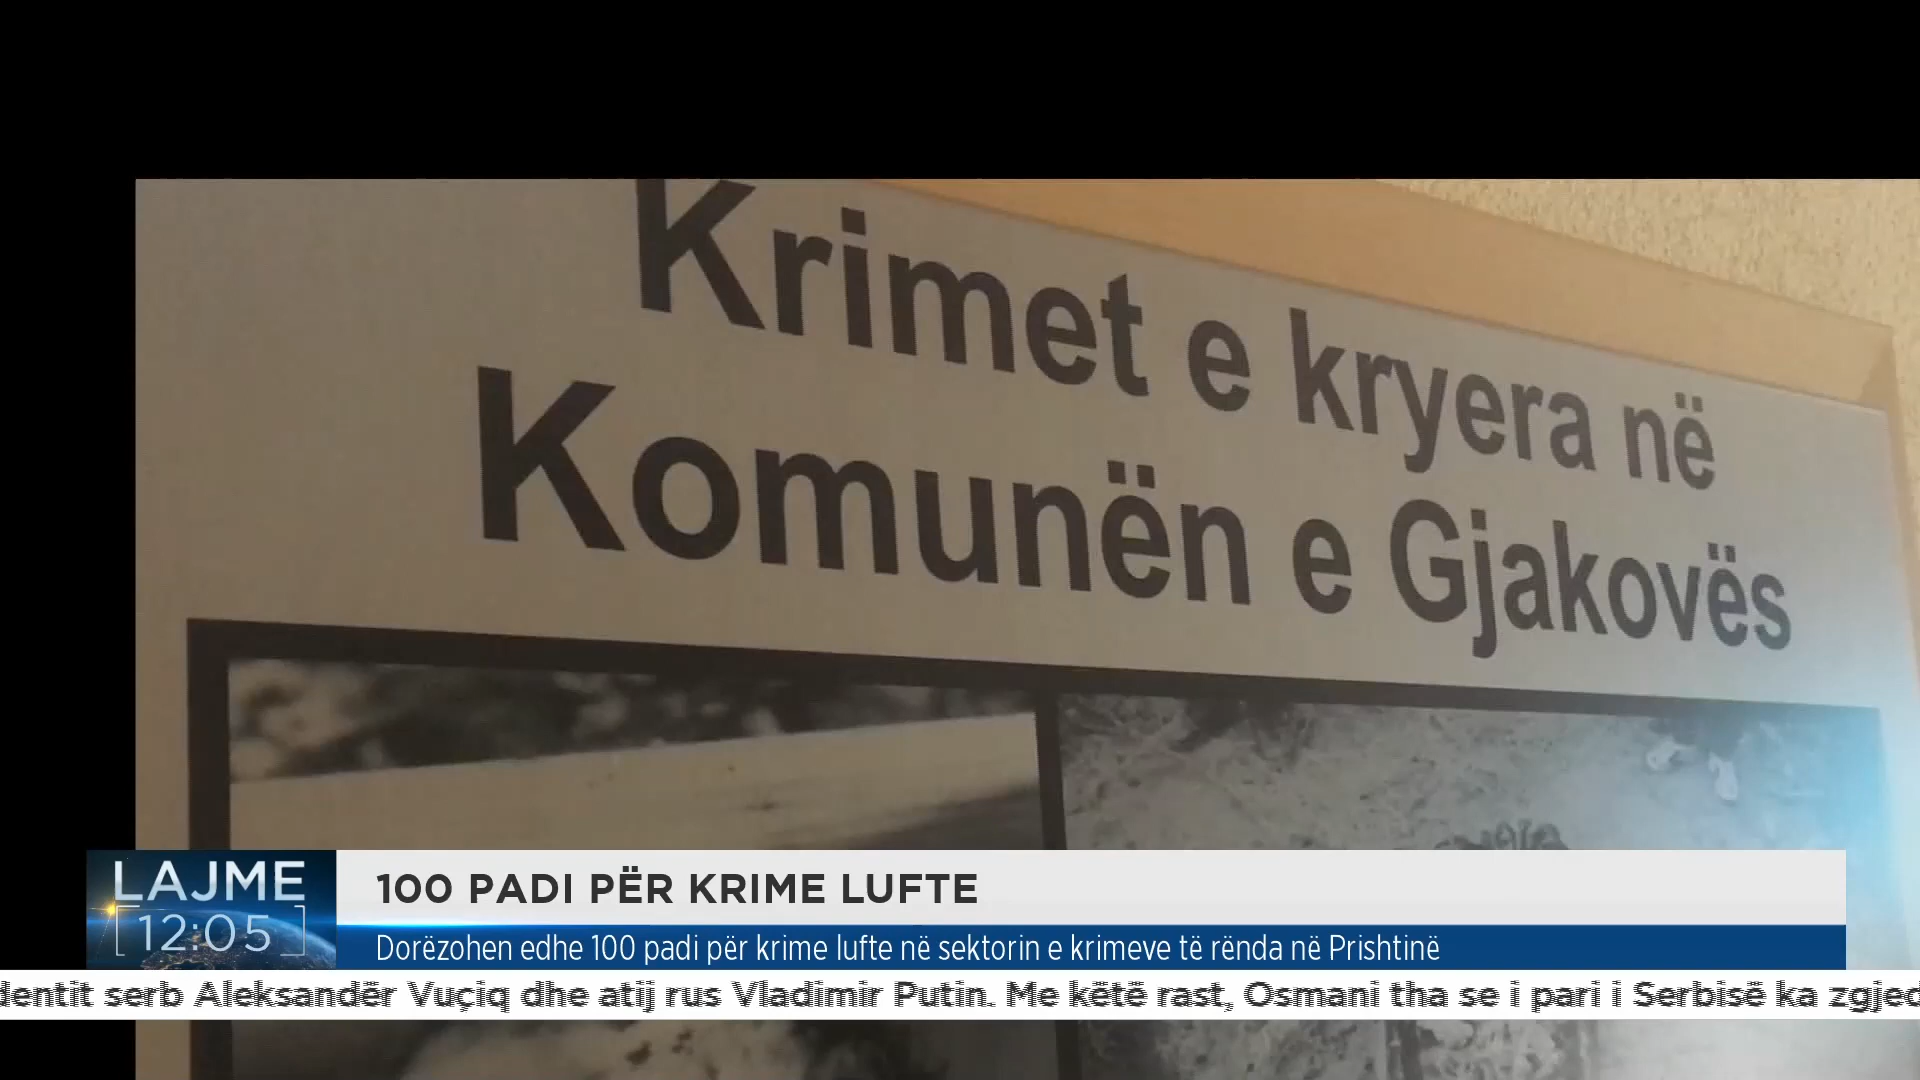 Krimet e kryera në
Komunën e Gjakovës
LAJME
12:05
100 PADI PËR KRIME LUFTE
Dorëzohen edhe 100 padi për krime lufte në sektorin e krimeve të rënda në Prishtinë
dentit serb Aleksandër Vuçiq dhe atij rus Vladimir Putin. Me këtë rast, Osmani tha se i pari i Serbisë ka zgjed